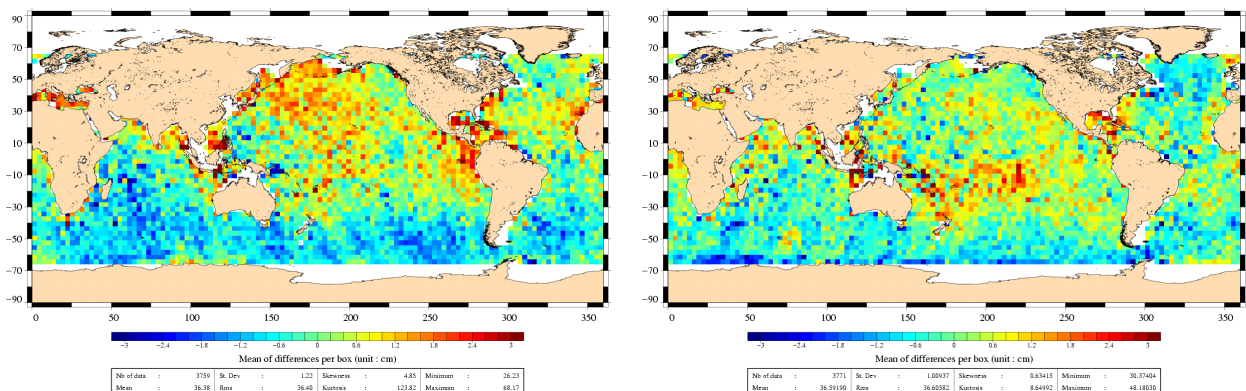 90 90
70 70
50 50
30 30
10 10
−10 −10
−30 −30
−50 −50
−70 −70
−90 −90
0 50 100 150 200 250 300 350
0 50 100 150 200 250 300 350
−3 −2.4 −1.8 −1.2 −0.6 0 0.6 1.2 1.8 2.4 3
−3 −2.4 −1.8 −1.2 −0.6 0 0.6 1.2 1.8 2.4 3
Mean of differences per box (unit : cm)
Mean of differences per box (unit : cm)
Nb of data : 3759 St. Dev : 1.22 Skewness : 4.85 Minimum : 26.23
Mean : 36.38 Rms : 36.40 Kurtosis : 123.82 Maximum : 68.17
Nb of data : 3771 St. Dev : 1.00937 Skewness : 0.63415 Minimum : 30.37404
Mean : 36.59190 Rms : 36.60582 Kurtosis : 8.64992 Maximum : 48.18030